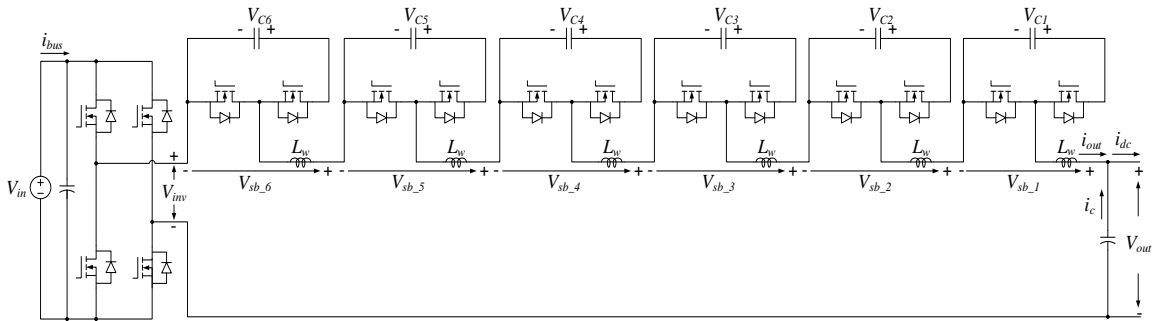 V_C6 V_C5 V_C4 V_C3 V_C2 V_C1
- + - + - + - + - + - +
i_bus
L_w L_w L_w L_w L_w L_w i_out i_dc
+ - + - + - + - + - + - + +
V_in + - V_inv V_sb_6 V_sb_5 V_sb_4 V_sb_3 V_sb_2 V_sb_1
i_c
-
V_out
-